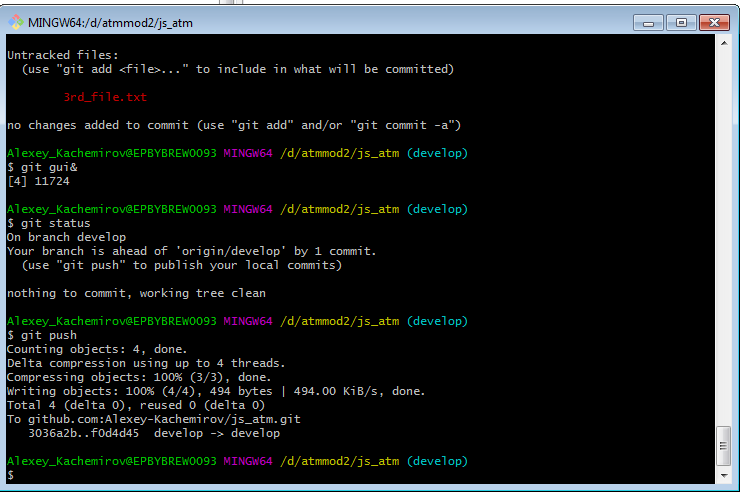 MINGW64:/d/atmmod2/js_atm
Untracked files:
  (use "git add <file>..." to include in what will be committed)
        3rd_file.txt
no changes added to commit (use "git add" and/or "git commit -a")
Alexey_Kachemirov@EPBYBREW0093 MINGW64 /d/atmmod2/js_atm (develop)
$ git gui&
[4] 11724
Alexey_Kachemirov@EPBYBREW0093 MINGW64 /d/atmmod2/js_atm (develop)
$ git status
On branch develop
Your branch is ahead of 'origin/develop' by 1 commit.
  (use "git push" to publish your local commits)
nothing to commit, working tree clean
Alexey_Kachemirov@EPBYBREW0093 MINGW64 /d/atmmod2/js_atm (develop)
$ git push
Counting objects: 4, done.
Delta compression using up to 4 threads.
Compressing objects: 100% (3/3), done.
Writing objects: 100% (4/4), 494 bytes | 494.00 KiB/s, done.
Total 4 (delta 0), reused 0 (delta 0)
To github.com:Alexey-Kachemirov/js_atm.git
   3036a2b..f0d4d45  develop -> develop
Alexey_Kachemirov@EPBYBREW0093 MINGW64 /d/atmmod2/js_atm (develop)
$